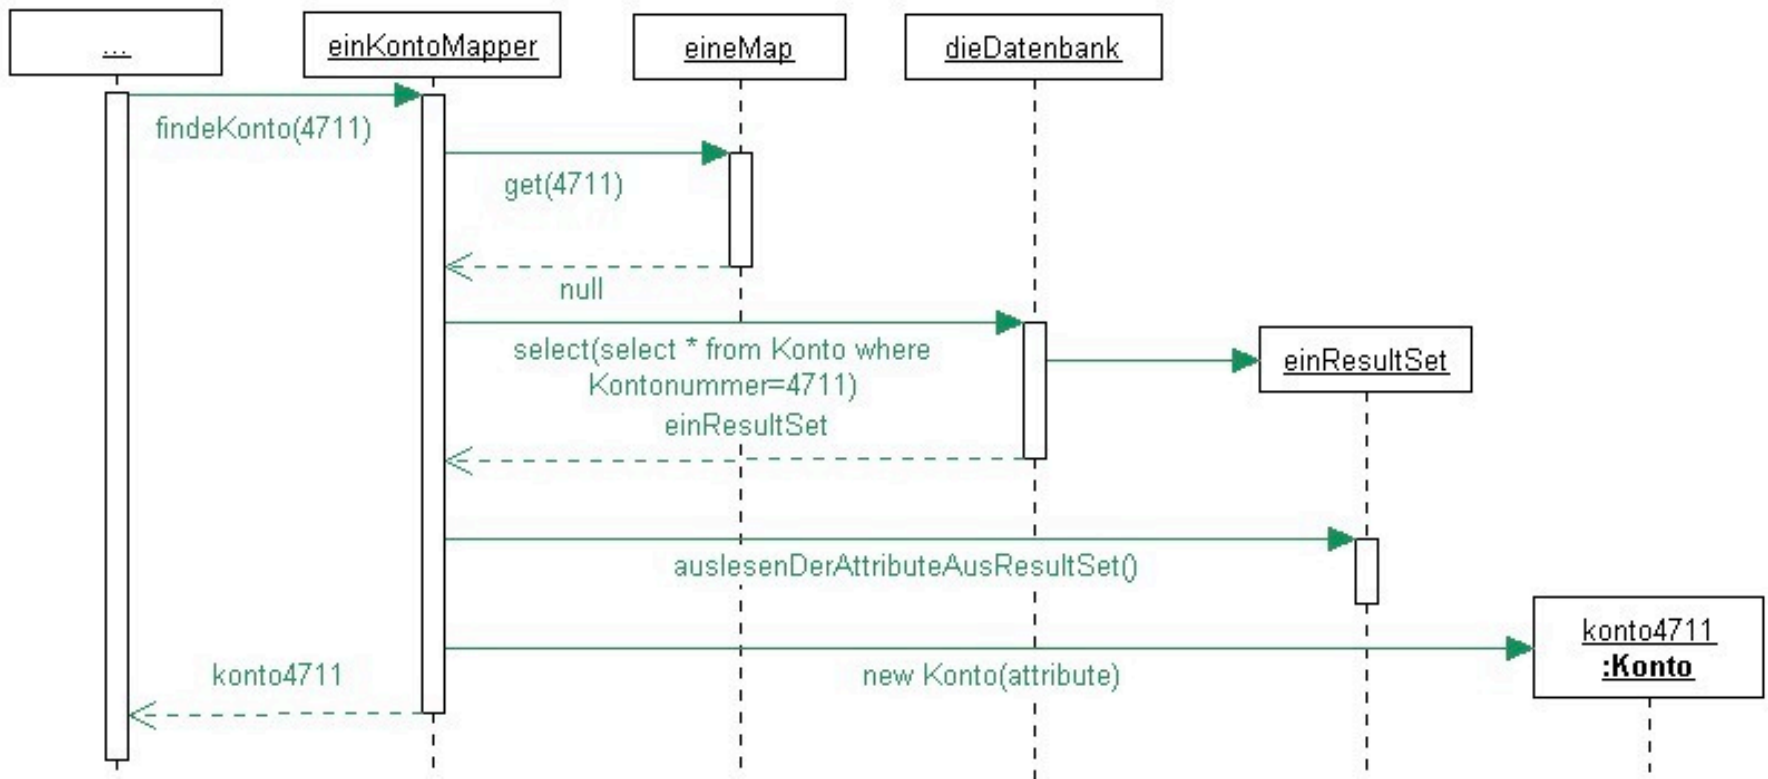 ...
einKontoMapper
eineMap
dieDatenbank
findeKonto(4711)
get(4711)
null
select(select * from Konto where
Kontonummer=4711)
einResultSet
einResultSet
auslesenDerAttributeAusResultSet()
konto4711
:Konto
new Konto(attribute)
konto4711